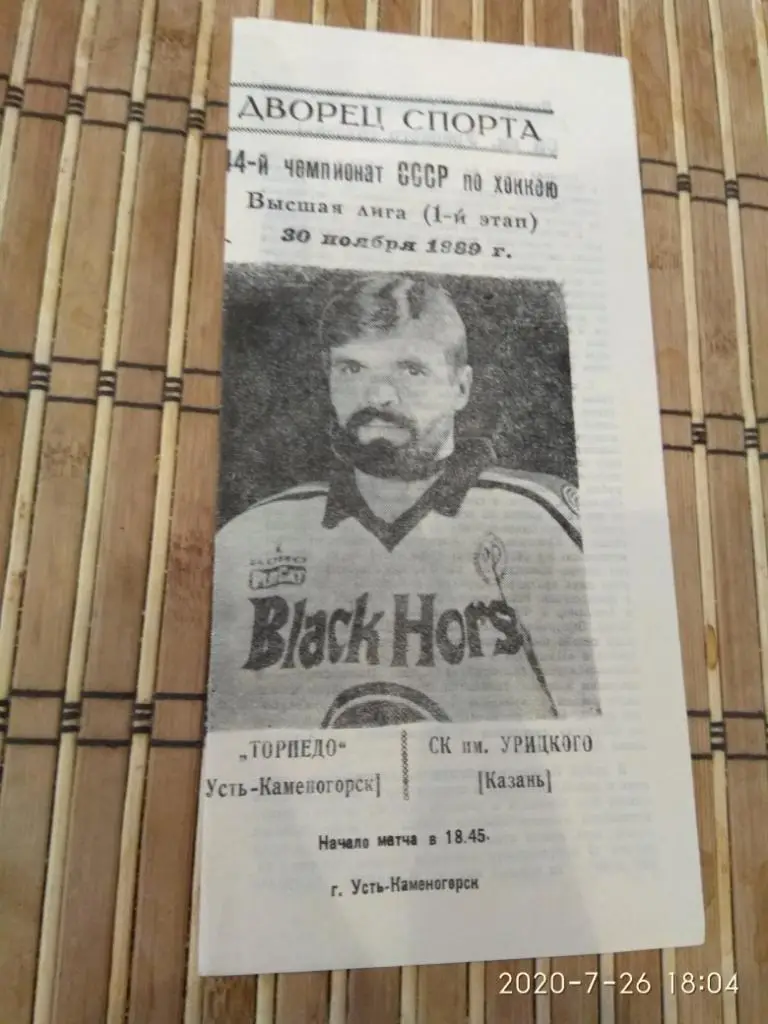 ДВОРЕЦ СПОРТА
44-й чемпионат СССР по хоккею
Высшая лига (1-й этап)
30 ноября 1989 г.
PLUCAT
Black Hors
„ТОРПЕДО“
Усть-Каменогорск]
СК им. УРИЦКОГО
[Казань]
Начало матча в 18.45.
г. Усть-Каменогорск
2020-7-26 18:04